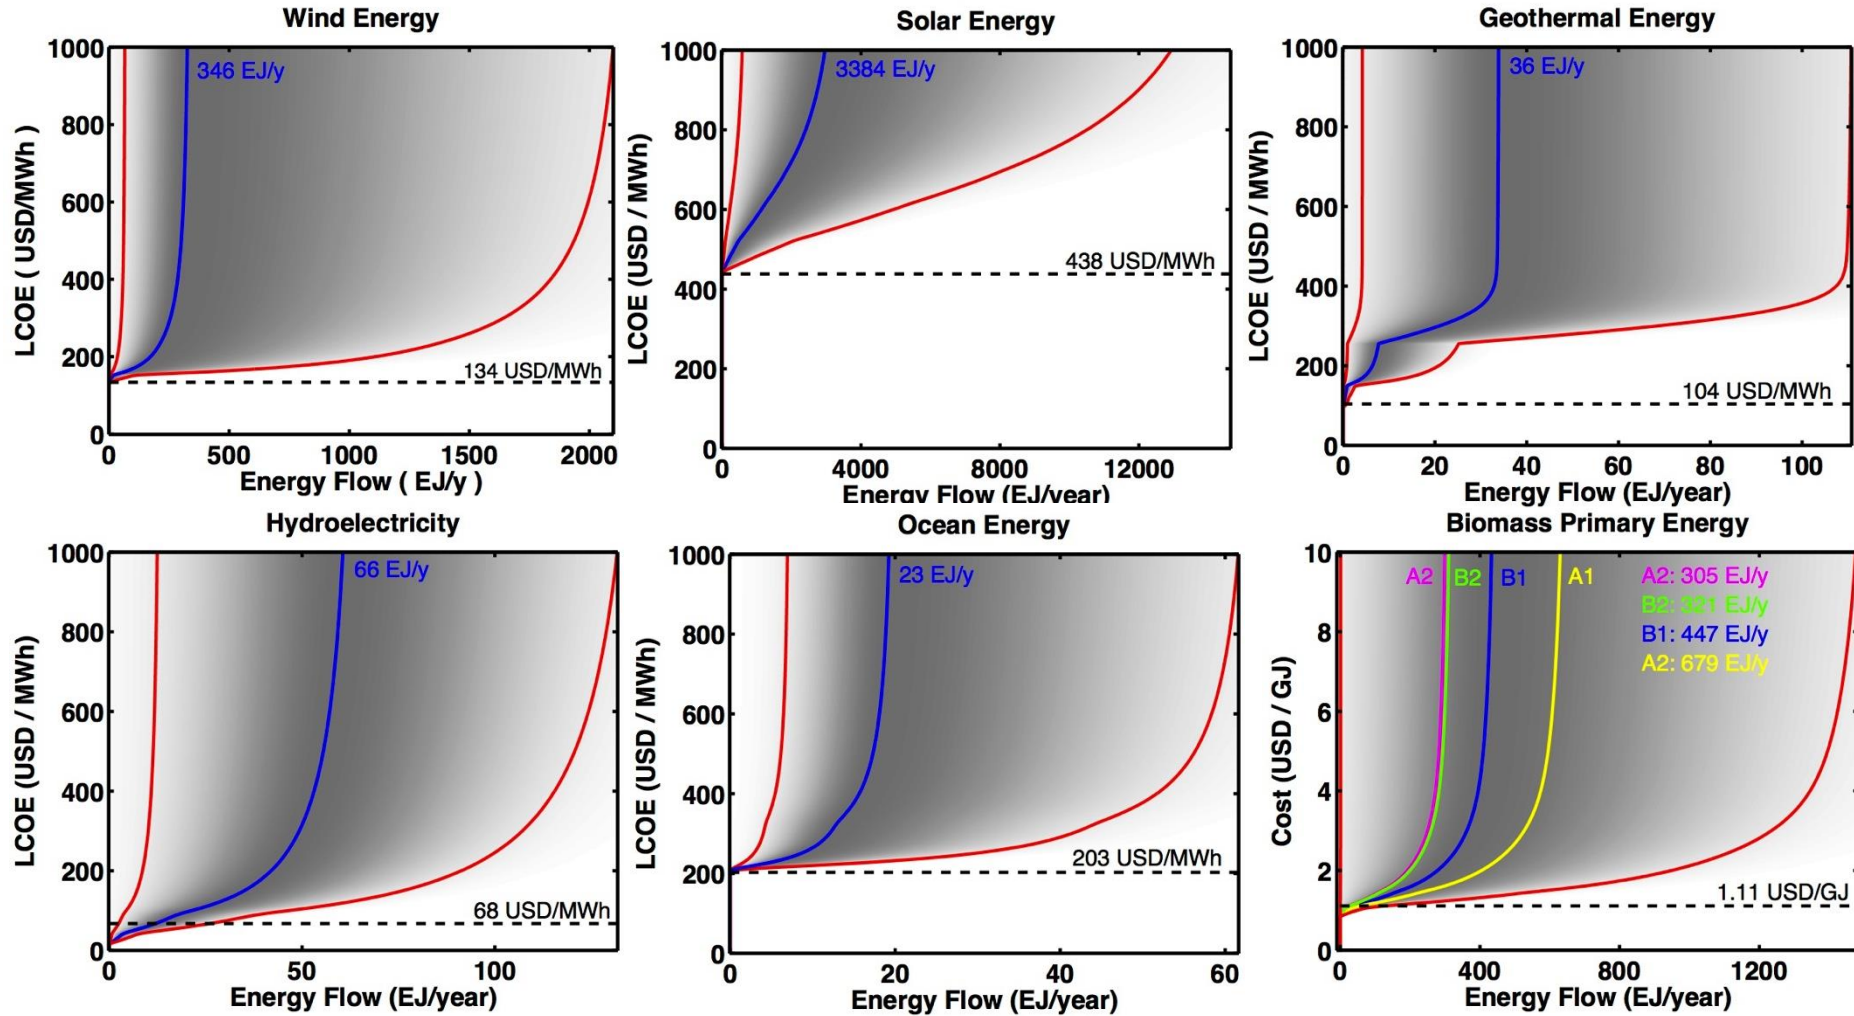 Wind Energy
LCOE ( USD/MWh )
1000
800
600
400
200
0
346 EJ/y
134 USD/MWh
0 500 1000 1500 2000
Energy Flow ( EJ/y )
Solar Energy
LCOE (USD / MWh)
1000
800
600
400
200
0
3384 EJ/y
438 USD/MWh
0 4000 8000 12000
Energy Flow (EJ/year)
Geothermal Energy
LCOE (USD / MWh)
1000
800
600
400
200
0
36 EJ/y
104 USD/MWh
0 20 40 60 80 100
Energy Flow (EJ/year)
Hydroelectricity
LCOE (USD / MWh)
1000
800
600
400
200
0
66 EJ/y
68 USD/MWh
0 50 100
Energy Flow (EJ/year)
Ocean Energy
LCOE (USD / MWh)
1000
800
600
400
200
0
23 EJ/y
203 USD/MWh
0 20 40 60
Energy Flow (EJ/year)
Biomass Primary Energy
Cost (USD / GJ)
10
8
6
4
2
0
A2 B2 B1 A1
A2: 305 EJ/y
B2: 321 EJ/y
B1: 447 EJ/y
A2: 679 EJ/y
1.11 USD/GJ
0 400 800 1200
Energy Flow (EJ/year)